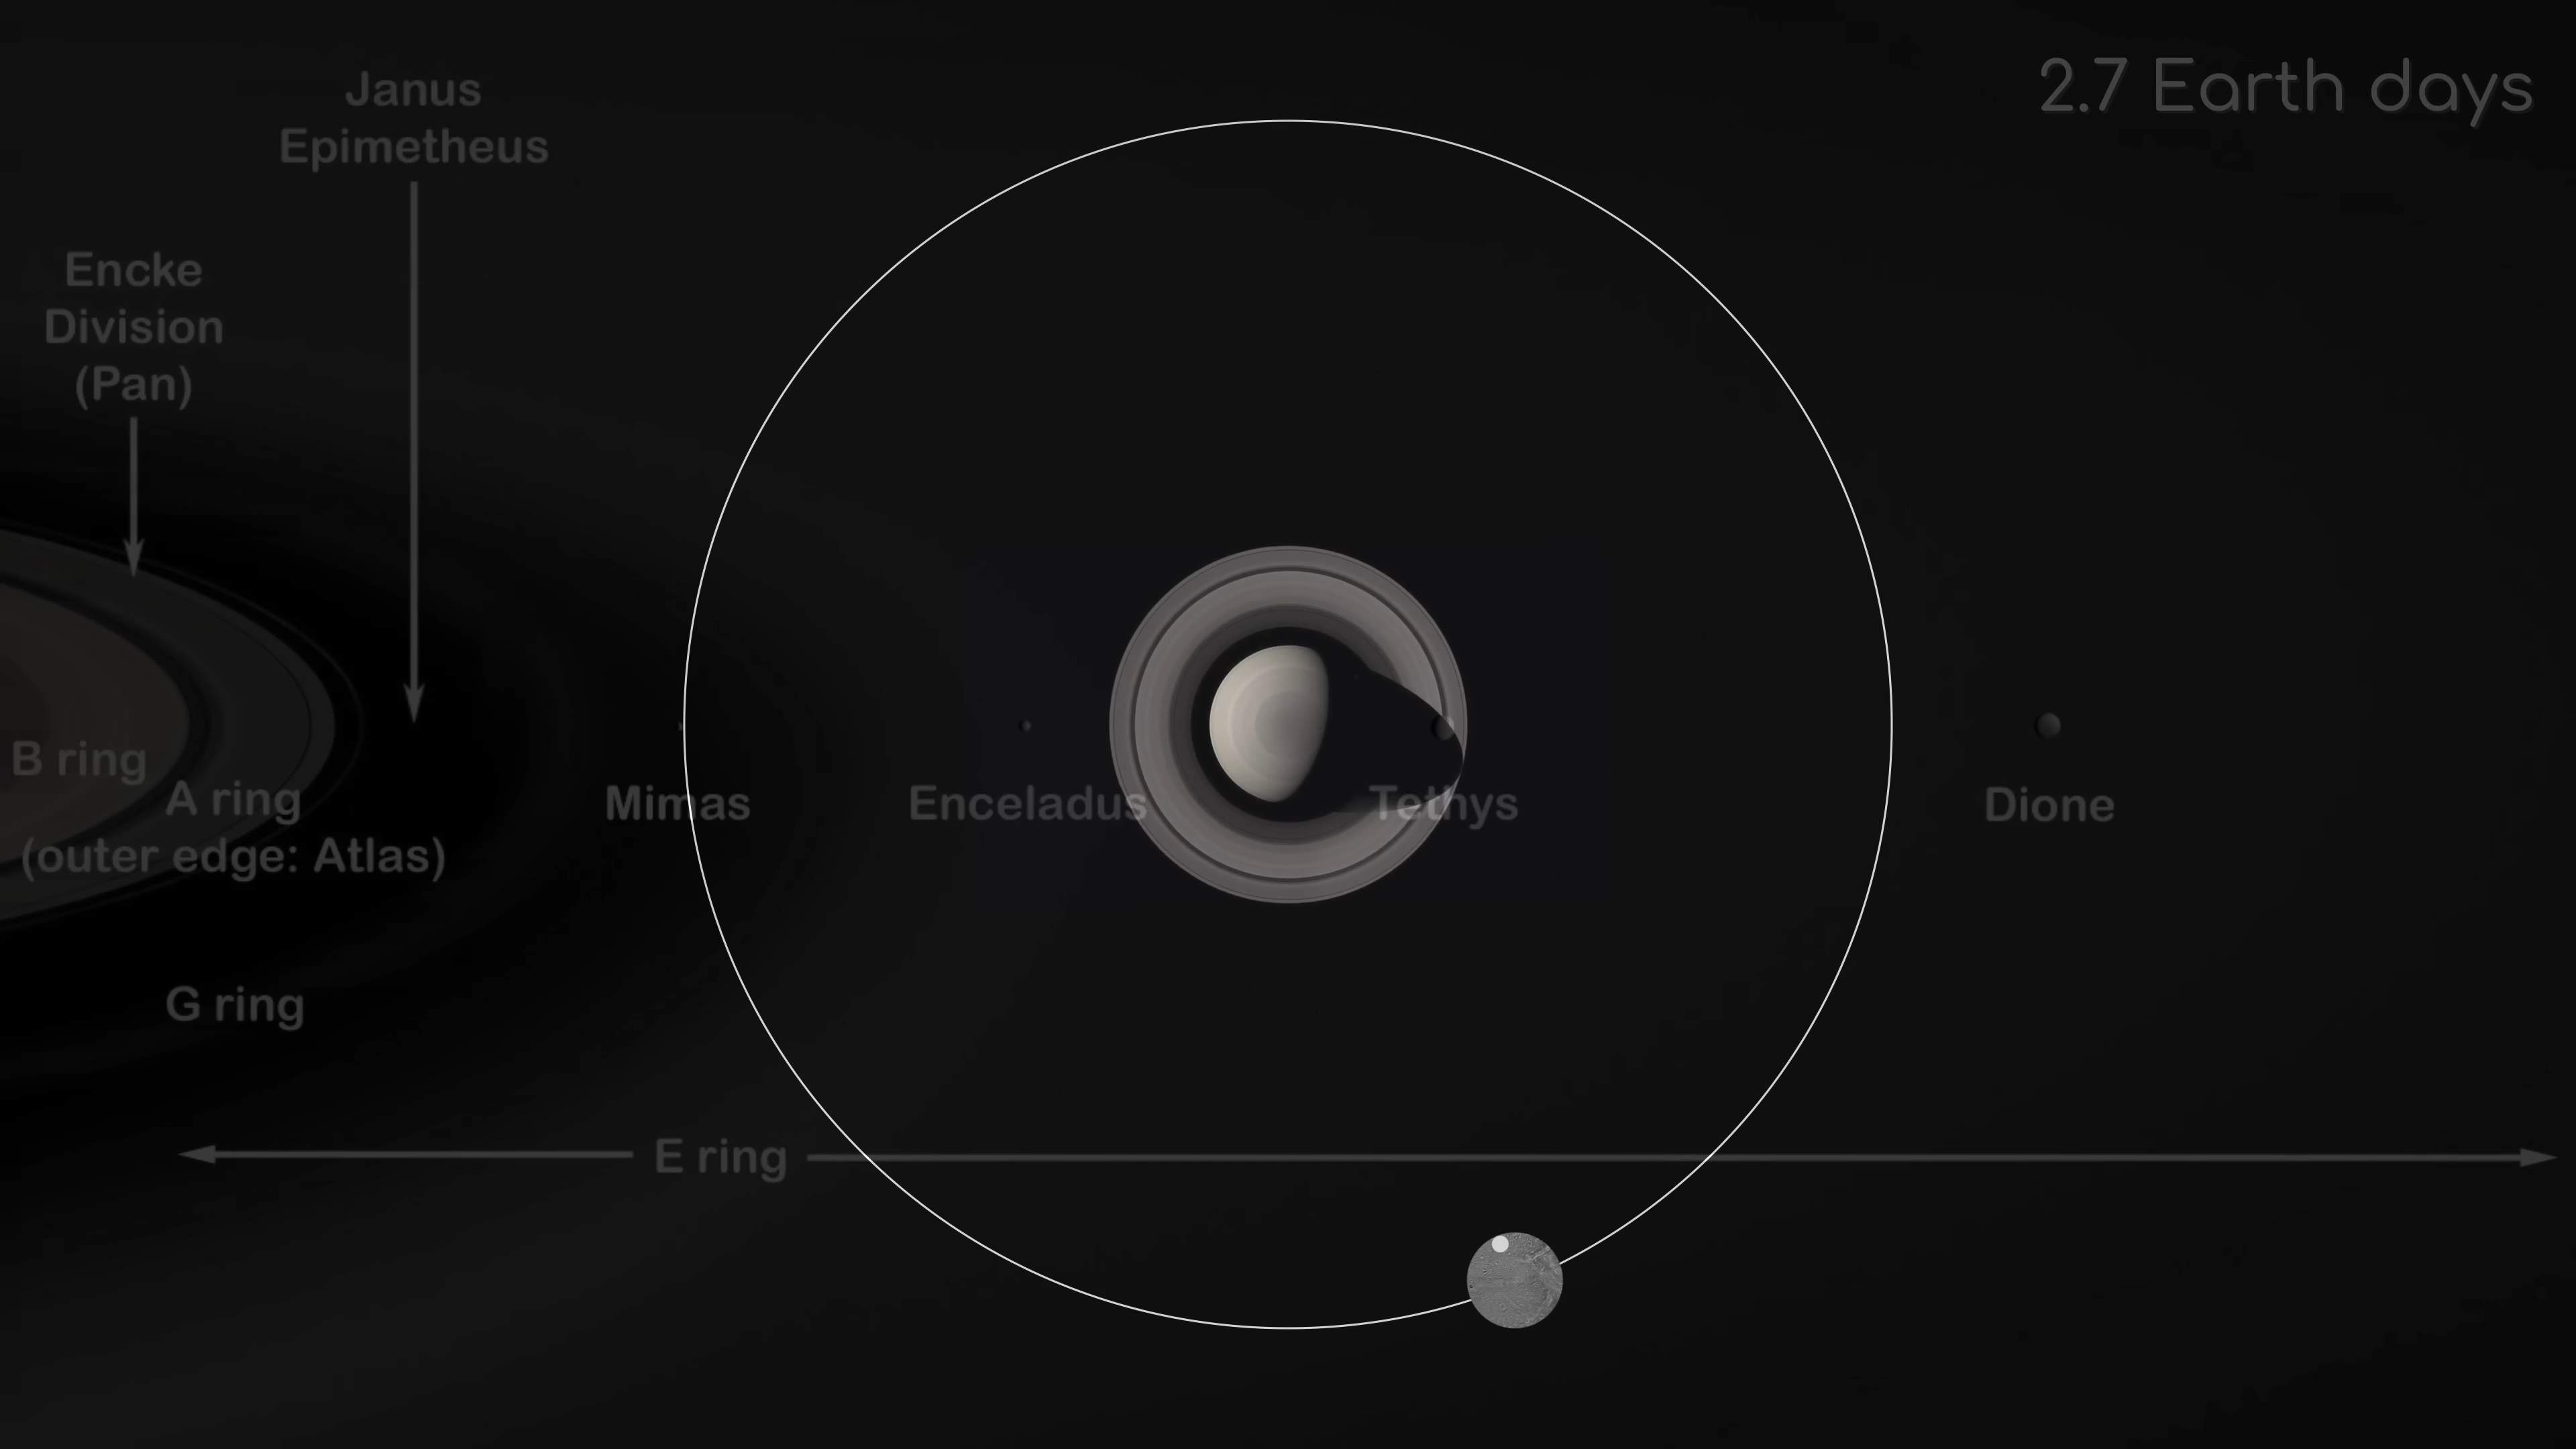 2.7 Earth days
Janus
Epimetheus
Encke
Division
(Pan)
B ring
A ring
(outer edge: Atlas)
Mimas
Enceladus
Tethys
Dione
G ring
E ring